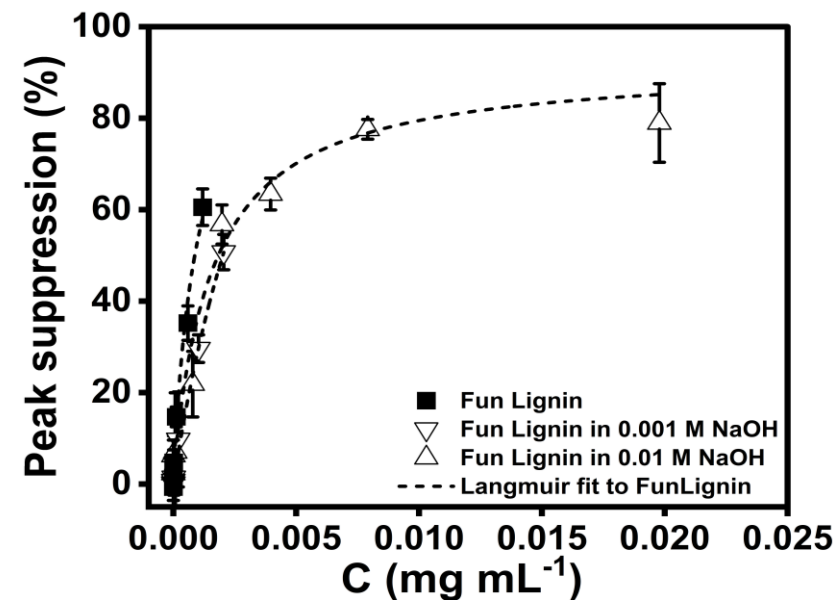 Peak suppression (%)
100
80
60
40
20
0
Fun Lignin
Fun Lignin in 0.001 M NaOH
Fun Lignin in 0.01 M NaOH
Langmuir fit to FunLignin
0.000 0.005 0.010 0.015 0.020 0.025
C (mg mL⁻¹)